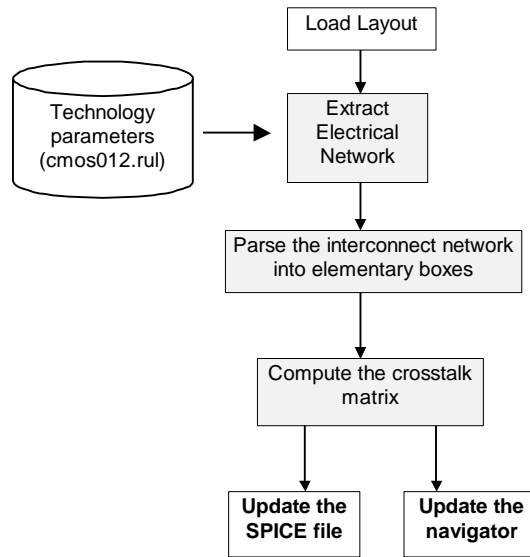 Load Layout
Technology
parameters
(cmos012.rul)
Extract
Electrical
Network
Parse the interconnect network
into elementary boxes
Compute the crosstalk
matrix
Update the
SPICE file
Update the
navigator